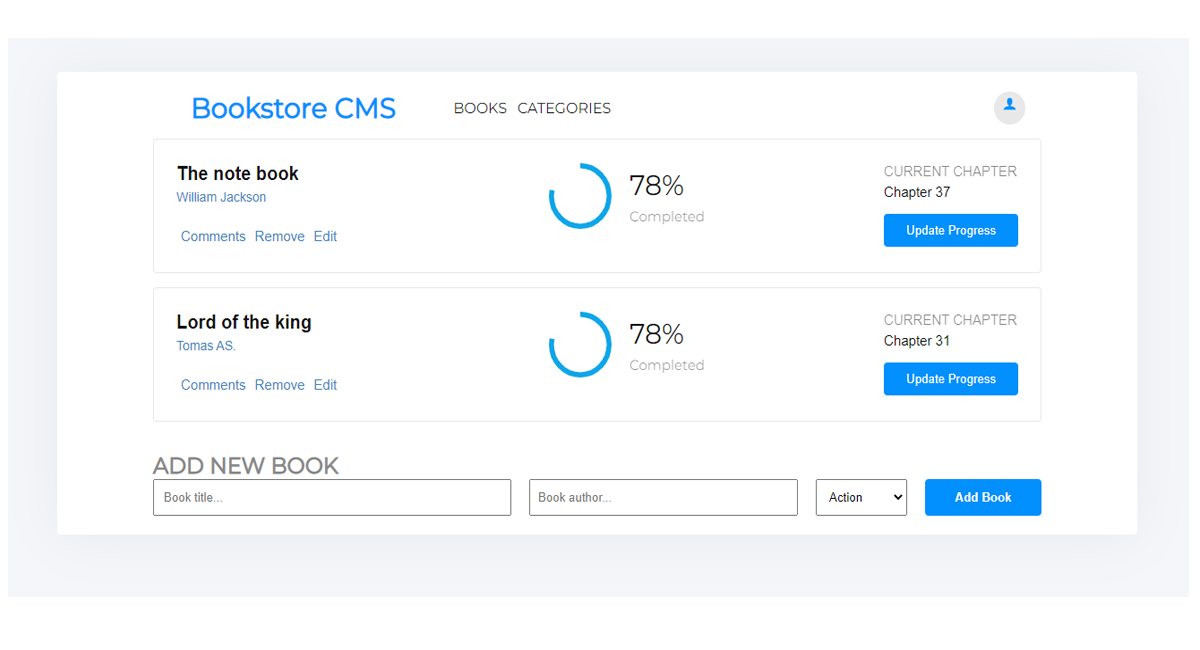 Bookstore CMS BOOKS CATEGORIES
The note book
William Jackson
Comments Remove Edit
78%
Completed
CURRENT CHAPTER
Chapter 37
Update Progress
Lord of the king
Tomas AS.
Comments Remove Edit
78%
Completed
CURRENT CHAPTER
Chapter 31
Update Progress
ADD NEW BOOK
Book title... Book author... Action Add Book